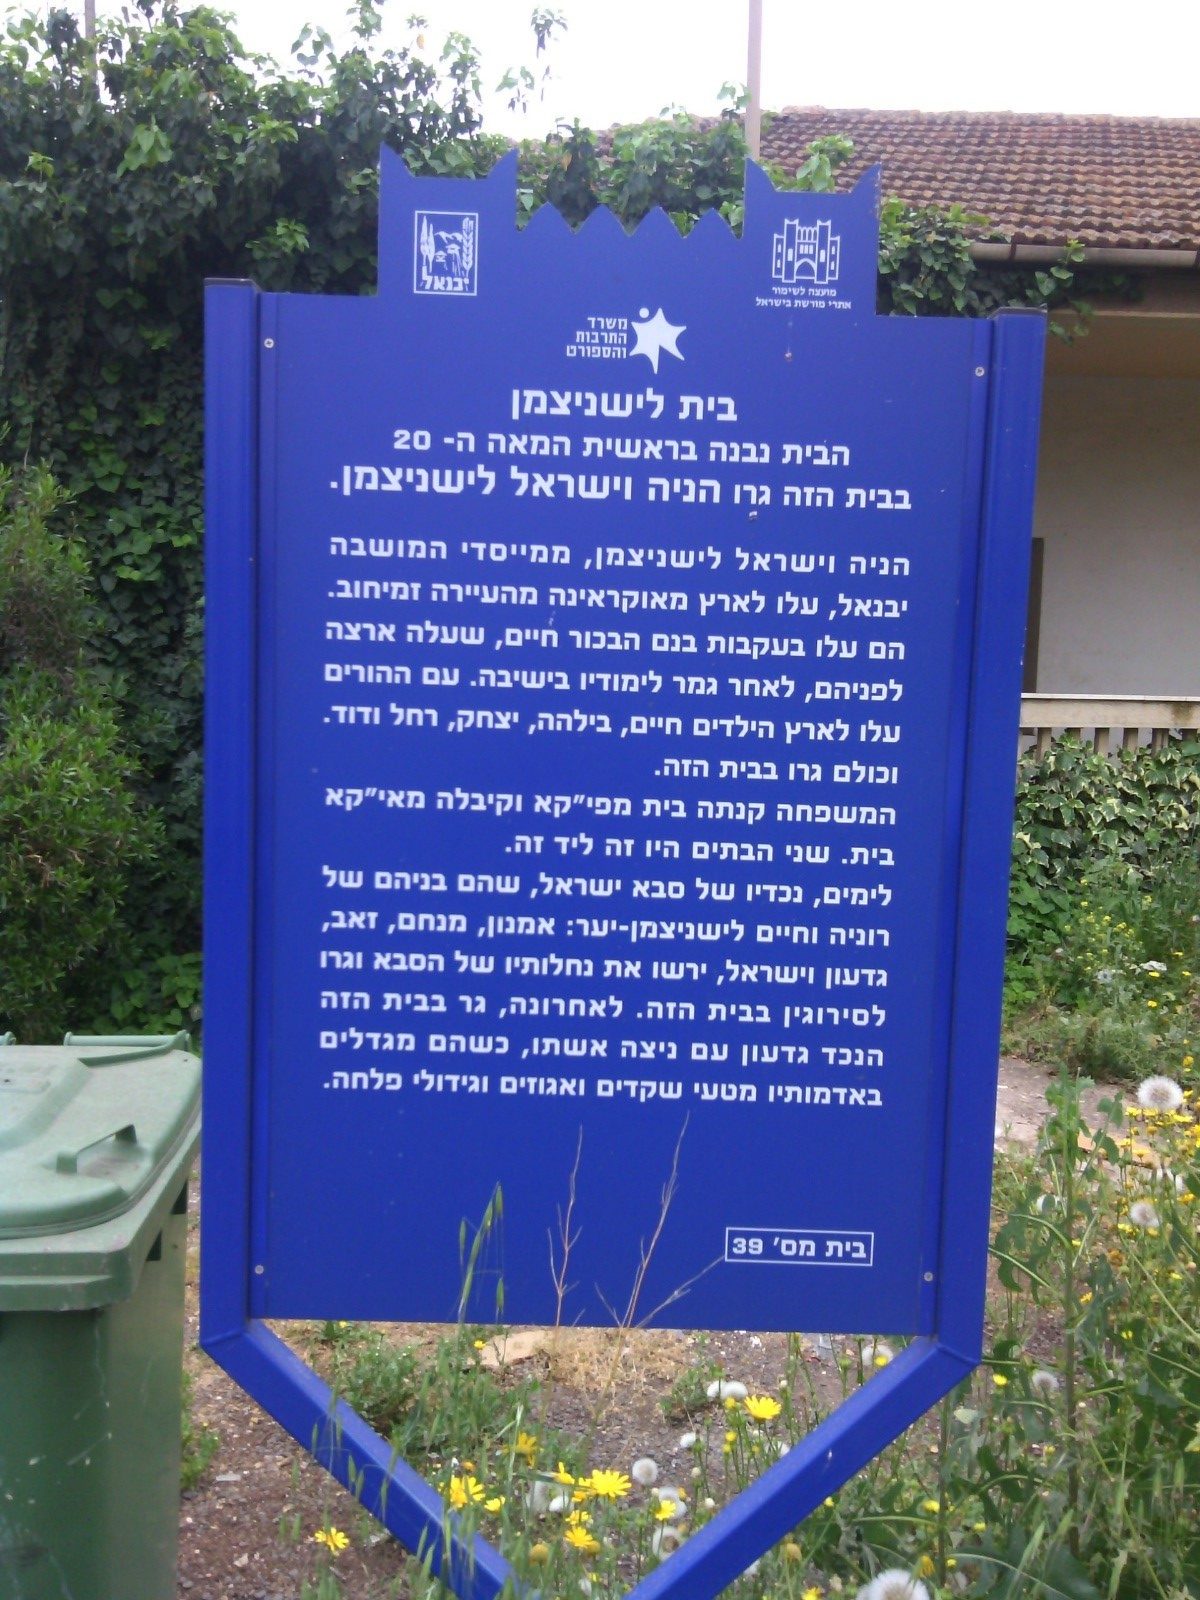 יבנאל
מועצה לשימור
אתרי מורשת בישראל
משרד
התרבות
והספורט
בית לישניצמן
הבית נבנה בראשית המאה ה- 20
בבית הזה גרו הניה וישראל לישניצמן.
הניה וישראל לישניצמן, ממייסדי המושבה
יבנאל, עלו לארץ מאוקראינה מהעיירה זמיחוב.
הם עלו בעקבות בנם הבכור חיים, שעלה ארצה
לפניהם, לאחר גמר לימודיו בישיבה. עם ההורים
עלו לארץ הילדים חיים, בילהה, יצחק, רחל ודוד.
וכולם גרו בבית הזה.
המשפחה קנתה בית מפי״קא וקיבלה מאי״קא
בית. שני הבתים היו זה ליד זה.
לימים, נכדיו של סבא ישראל, שהם בניהם של
רוניה וחיים לישניצמן-יער: אמנון, מנחם, זאב,
גדעון וישראל, ירשו את נחלותיו של הסבא וגרו
לסירוגין בבית הזה. לאחרונה, גר בבית הזה
הנכד גדעון עם ניצה אשתו, כשהם מגדלים
באדמותיו מטעי שקדים ואגוזים וגידולי פלחה.
בית מס׳ 39